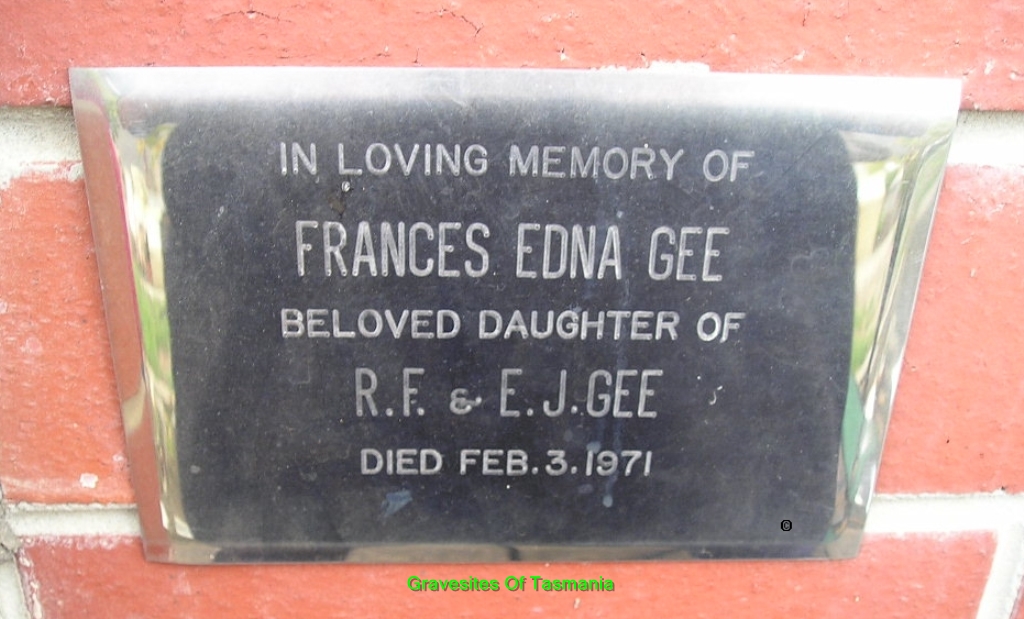 IN LOVING MEMORY OF
FRANCES EDNA GEE
BELOVED DAUGHTER OF
R.F. & E.J.GEE
DIED FEB.3.1971
©
Gravesites Of Tasmania